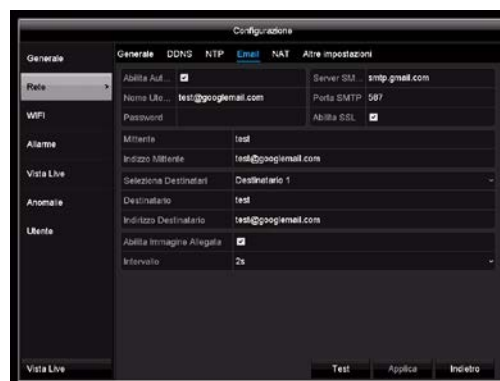 Configurazione
Generale
Rete
WIFI
Allarme
Vista Live
Anomalie
Utente
Vista Live
Generale DDNS NTP Email NAT Altre impostazioni
Abilita Aut... Server SM... smtp.gmail.com
Nome Ute... test@googlemail.com Porta SMTP 587
Password Abilita SSL
Mittente test
Indizzo Mittente test@googlemail.com
Seleziona Destinatari Destinatario 1
Destinatario test
Indirizzo Destinatario test@googlemail.com
Abilita Immagine Allegata
Intervallo 2s
Test Applica Indietro